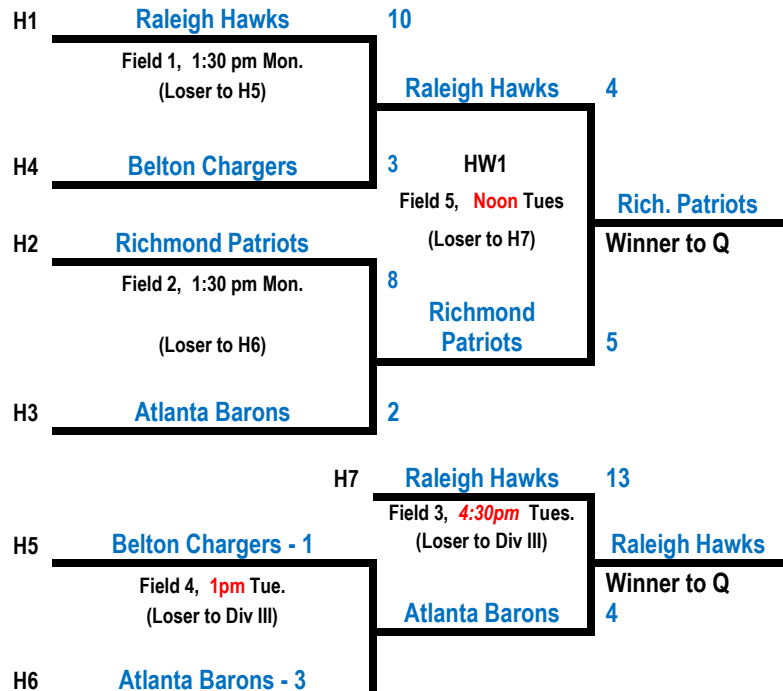 H1 Raleigh Hawks 10
Field 1, 1:30 pm Mon.
(Loser to H5)
Raleigh Hawks 4
H4 Belton Chargers 3 HW1
Field 5, Noon Tues
Rich. Patriots
H2 Richmond Patriots (Loser to H7) Winner to Q
Field 2, 1:30 pm Mon. 8
Richmond
Patriots 5
(Loser to H6)
H3 Atlanta Barons 2
H7 Raleigh Hawks 13
Field 3, 4:30pm Tues.
(Loser to Div III)
H5 Belton Chargers - 1 Raleigh Hawks
Field 4, 1pm Tue. Winner to Q
(Loser to Div III) Atlanta Barons 4
H6 Atlanta Barons - 3